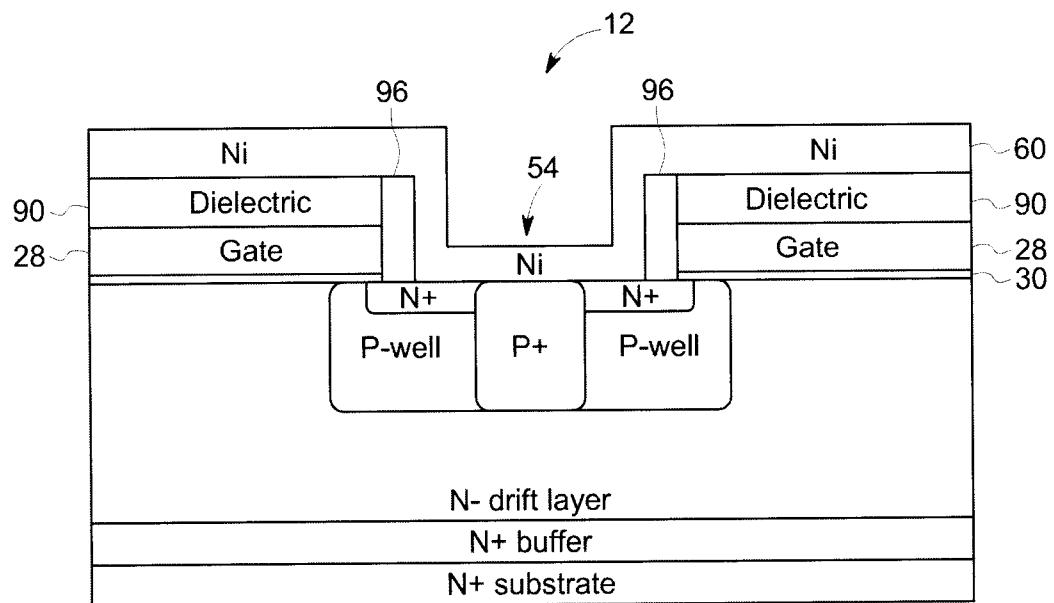 12
96 96
Ni Ni 60
54
90 Dielectric Dielectric 90
28 Gate Gate 28
Ni
30
N+ N+
P-well P+ P-well
N- drift layer
N+ buffer
N+ substrate